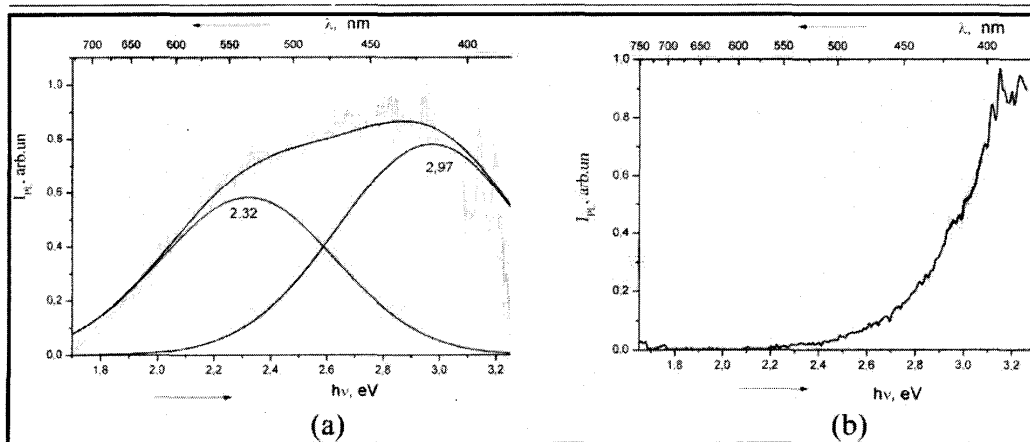 λ, nm
700 650 600 550 500 450 400
1.0
0.8
0.6
0.4
0.2
0.0
I_PL, arb.un
2.32
2,97
2,0 2,2 2,4 2,6 2,8 3,0 3,2
hν, eV
(a)
λ, nm
750 700 650 600 550 500 450 400
1.0
0.8
0.6
0.4
0.2
0.0
I_PL, arb.un
1,8 2,0 2,2 2,4 2,6 2,8 3,0 3,2
hν, eV
(b)